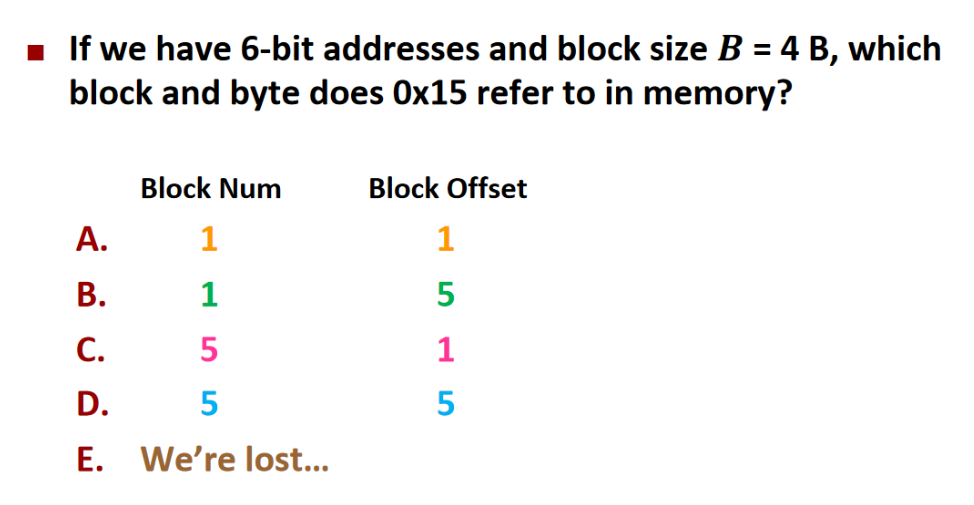 ▪ If we have 6-bit addresses and block size B = 4 B, which
block and byte does 0x15 refer to in memory?
Block Num Block Offset
A. 1 1
B. 1 5
C. 5 1
D. 5 5
E. We're lost...